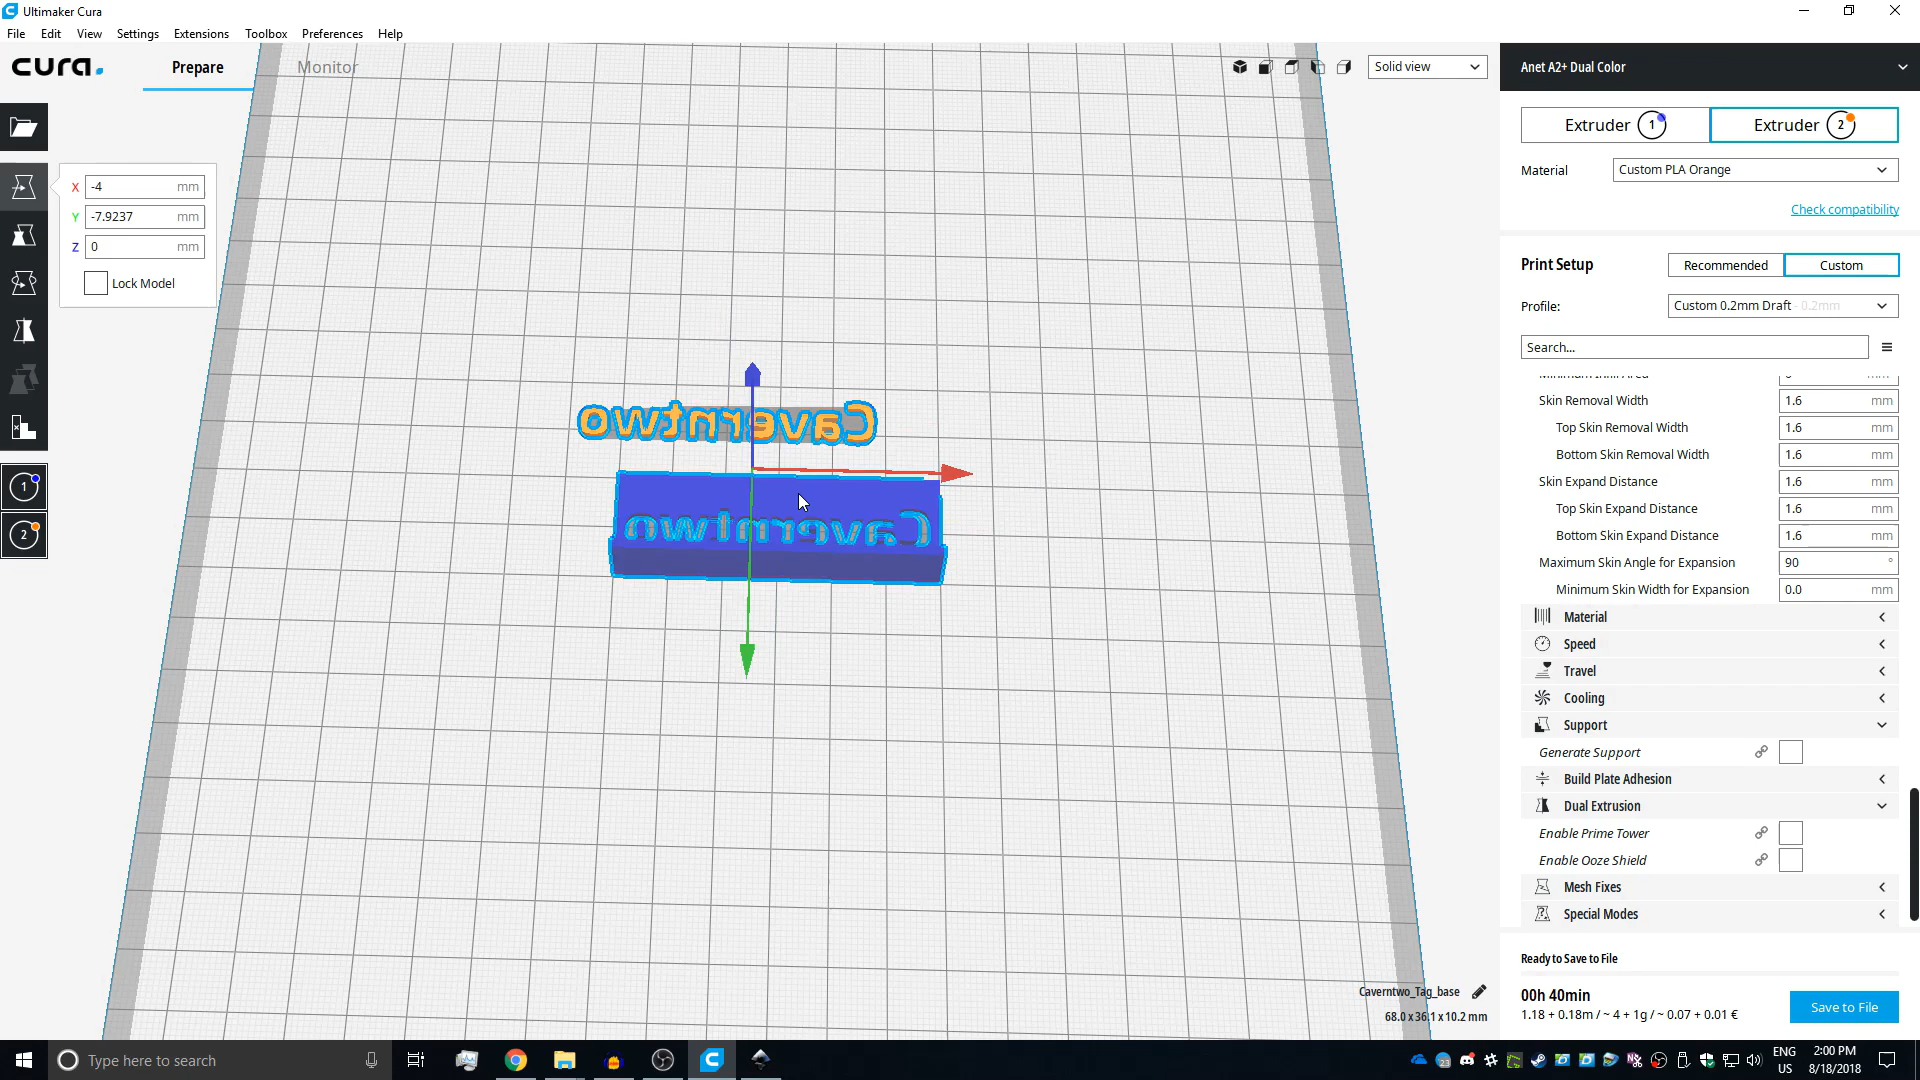 Ultimaker Cura
File Edit View Settings Extensions Toolbox Preferences Help
cura.
Prepare
Monitor
Solid view
Anet A2+ Dual Color
Extruder 1
Extruder 2
Material
Custom PLA Orange
Check compatibility
X -4 mm
Y -7.9237 mm
Z 0 mm
Lock Model
1
2
Caverntwo
Caverntwo
Print Setup
Recommended
Custom
Profile:
Custom 0.2mm Draft - 0.2mm
Search...
Skin Removal Width 1.6 mm
Top Skin Removal Width 1.6 mm
Bottom Skin Removal Width 1.6 mm
Skin Expand Distance 1.6 mm
Top Skin Expand Distance 1.6 mm
Bottom Skin Expand Distance 1.6 mm
Maximum Skin Angle for Expansion 90 °
Minimum Skin Width for Expansion 0.0 mm
Material
Speed
Travel
Cooling
Support
Generate Support
Build Plate Adhesion
Dual Extrusion
Enable Prime Tower
Enable Ooze Shield
Mesh Fixes
Special Modes
Caverntwo_Tag_base
68.0 x 36.1 x 10.2 mm
Ready to Save to File
00h 40min
1.18 + 0.18m / ~ 4 + 1g / ~ 0.07 + 0.01 €
Save to File
Type here to search
23
ENG
US
2:00 PM
8/18/2018